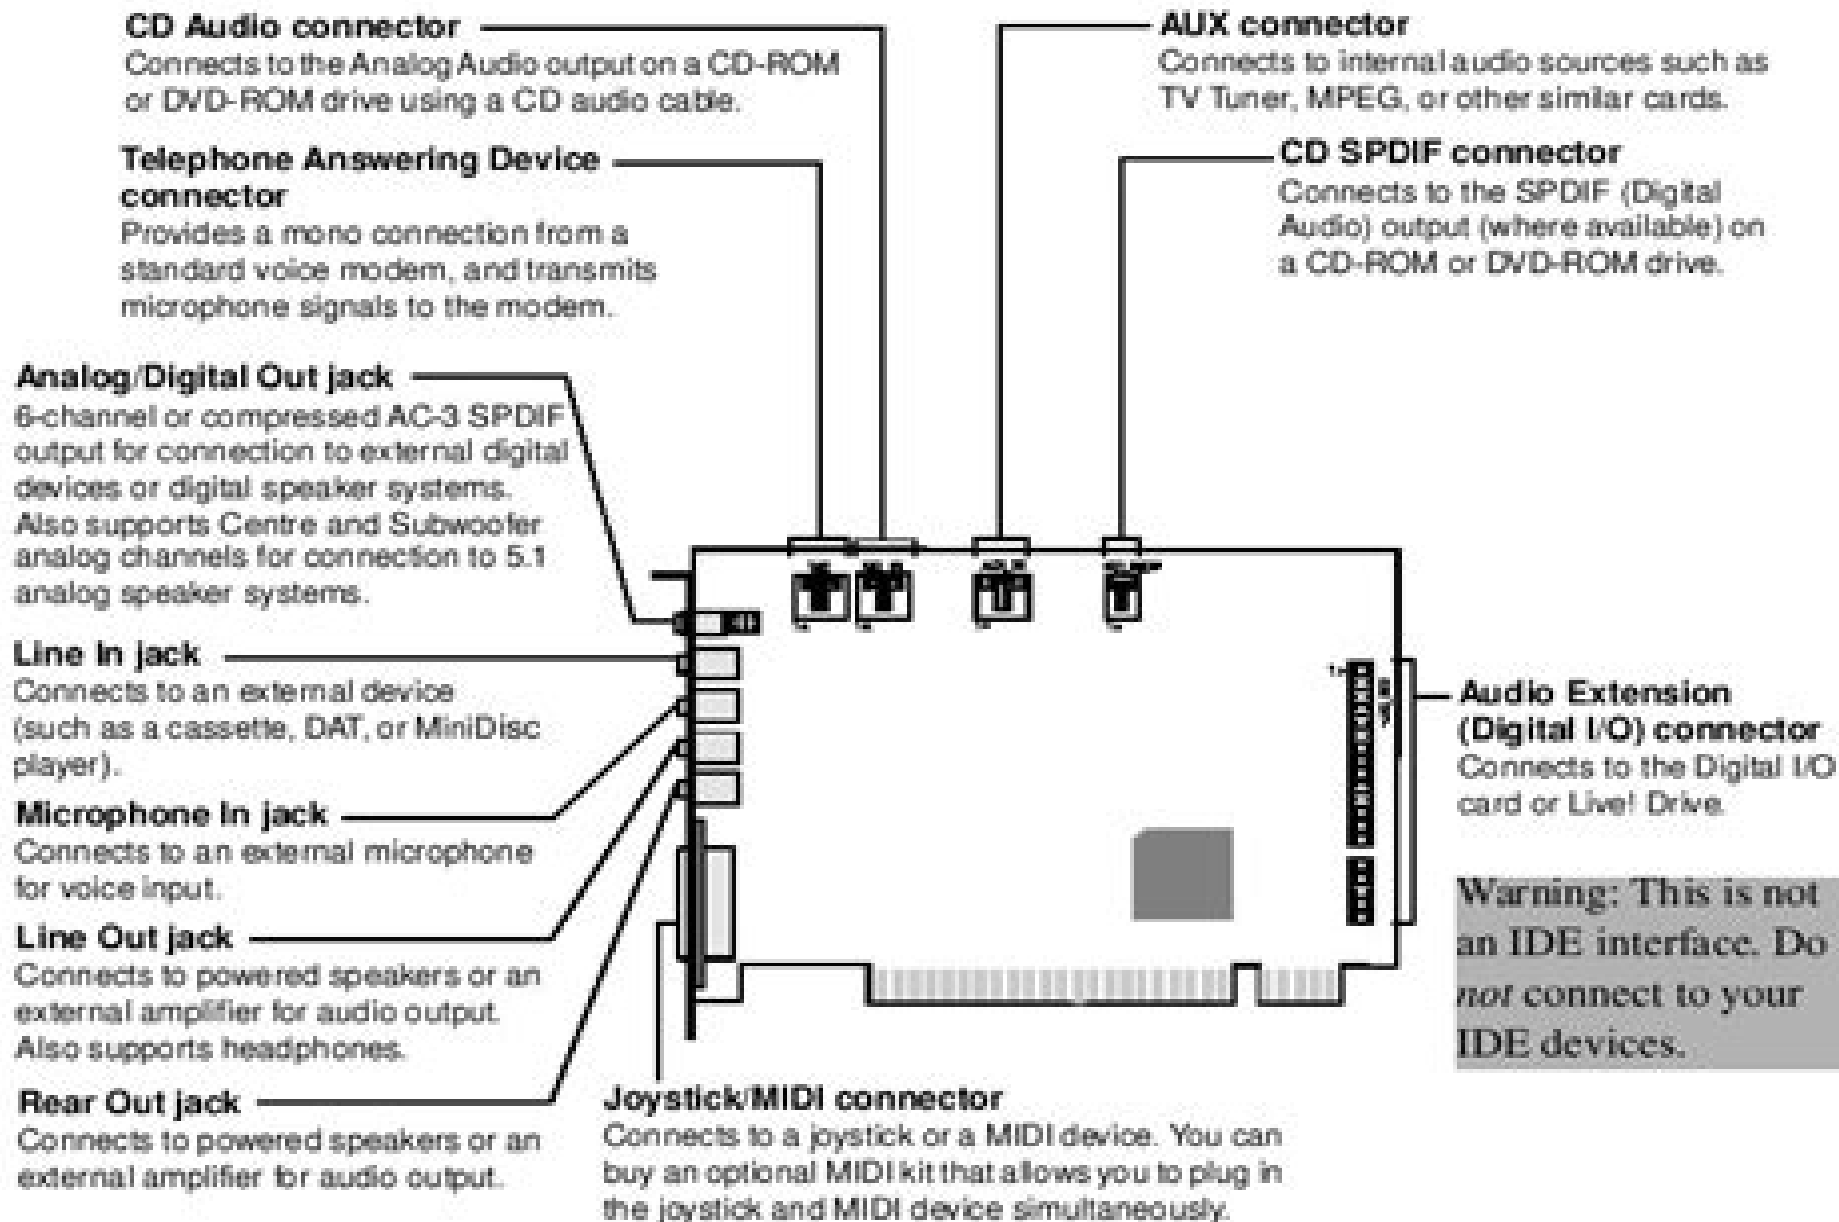 CD Audio connector
Connects to the Analog Audio output on a CD-ROM
or DVD-ROM drive using a CD audio cable.
Telephone Answering Device
connector
Provides a mono connection from a
standard voice modem, and transmits
microphone signals to the modem.
Analog/Digital Out jack
6-channel or compressed AC-3 SPDIF
output for connection to external digital
devices or digital speaker systems.
Also supports Centre and Subwoofer
analog channels for connection to 5.1
analog speaker systems.
Line In jack
Connects to an external device
(such as a cassette, DAT, or MiniDisc
player).
Microphone In jack
Connects to an external microphone
for voice input.
Line Out jack
Connects to powered speakers or an
external amplifier for audio output.
Also supports headphones.
Rear Out jack
Connects to powered speakers or an
external amplifier for audio output.
AUX connector
Connects to internal audio sources such as
TV Tuner, MPEG, or other similar cards.
CD SPDIF connector
Connects to the SPDIF (Digital
Audio) output (where available) on
a CD-ROM or DVD-ROM drive.
Audio Extension
(Digital I/O) connector
Connects to the Digital I/O
card or Live! Drive.
Warning: This is not
an IDE interface. Do
not connect to your
IDE devices.
Joystick/MIDI connector
Connects to a joystick or a MIDI device. You can
buy an optional MIDI kit that allows you to plug in
the joystick and MIDI device simultaneously.